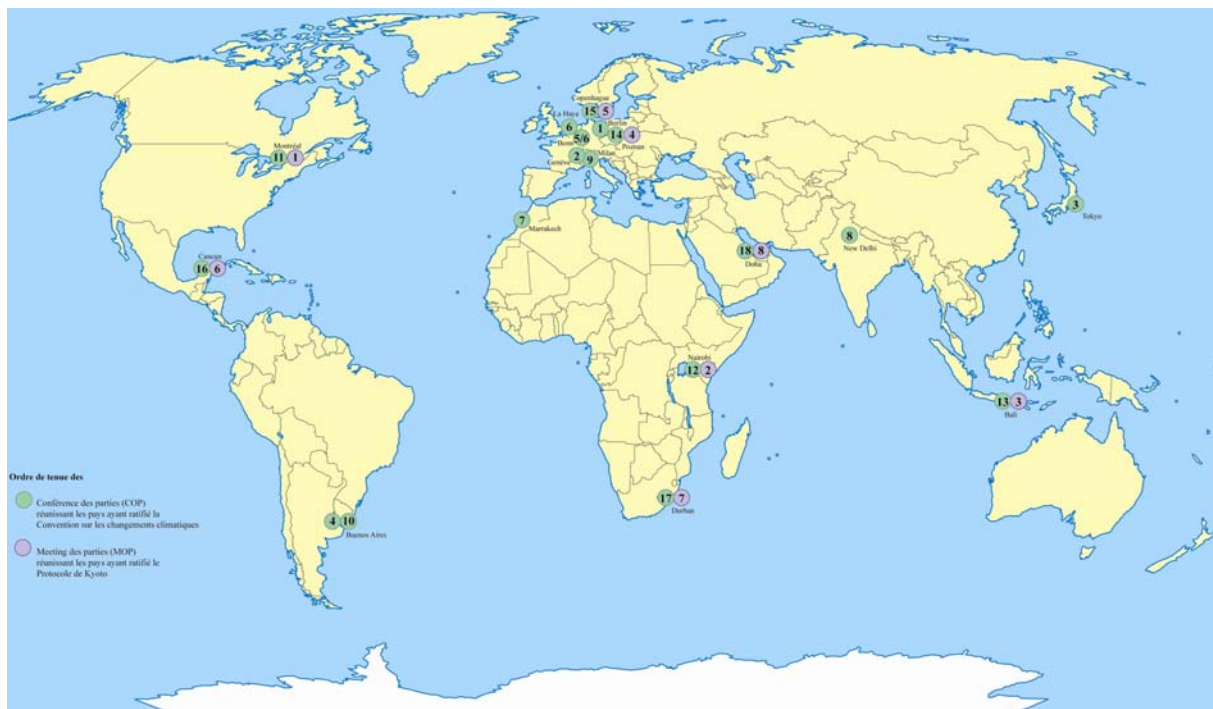 Copenhague
15 5
La Haye
Berlin
6
1
5/6
14 4
Bonn
Poznan
Montréal
11 1
Milan
Genève
2 9
3
Tokyo
7
Marrakech
8
New Delhi
18 8
Doha
Cancun
16 6
Nairobi
12 2
13 3
Bali
Ordre de tenue des
Conférence des parties (COP)
réunissant les pays ayant ratifié la
Convention sur les changements climatiques
17 7
Durban
4 10
Buenos Aires
Meeting des parties (MOP)
réunissant les pays ayant ratifié le
Protocole de Kyoto